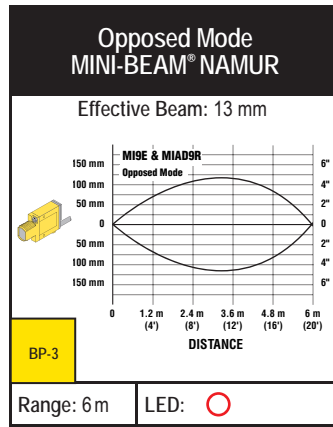 Opposed Mode
MINI-BEAM® NAMUR
Effective Beam: 13 mm
MI9E & MIAD9R
Opposed Mode
150 mm 6"
100 mm 4"
50 mm 2"
0 0
50 mm 2"
100 mm 4"
150 mm 6"
0 1.2 m 2.4 m 3.6 m 4.8 m 6 m
(4') (8') (12') (16') (20')
DISTANCE
BP-3
Range: 6 m LED: